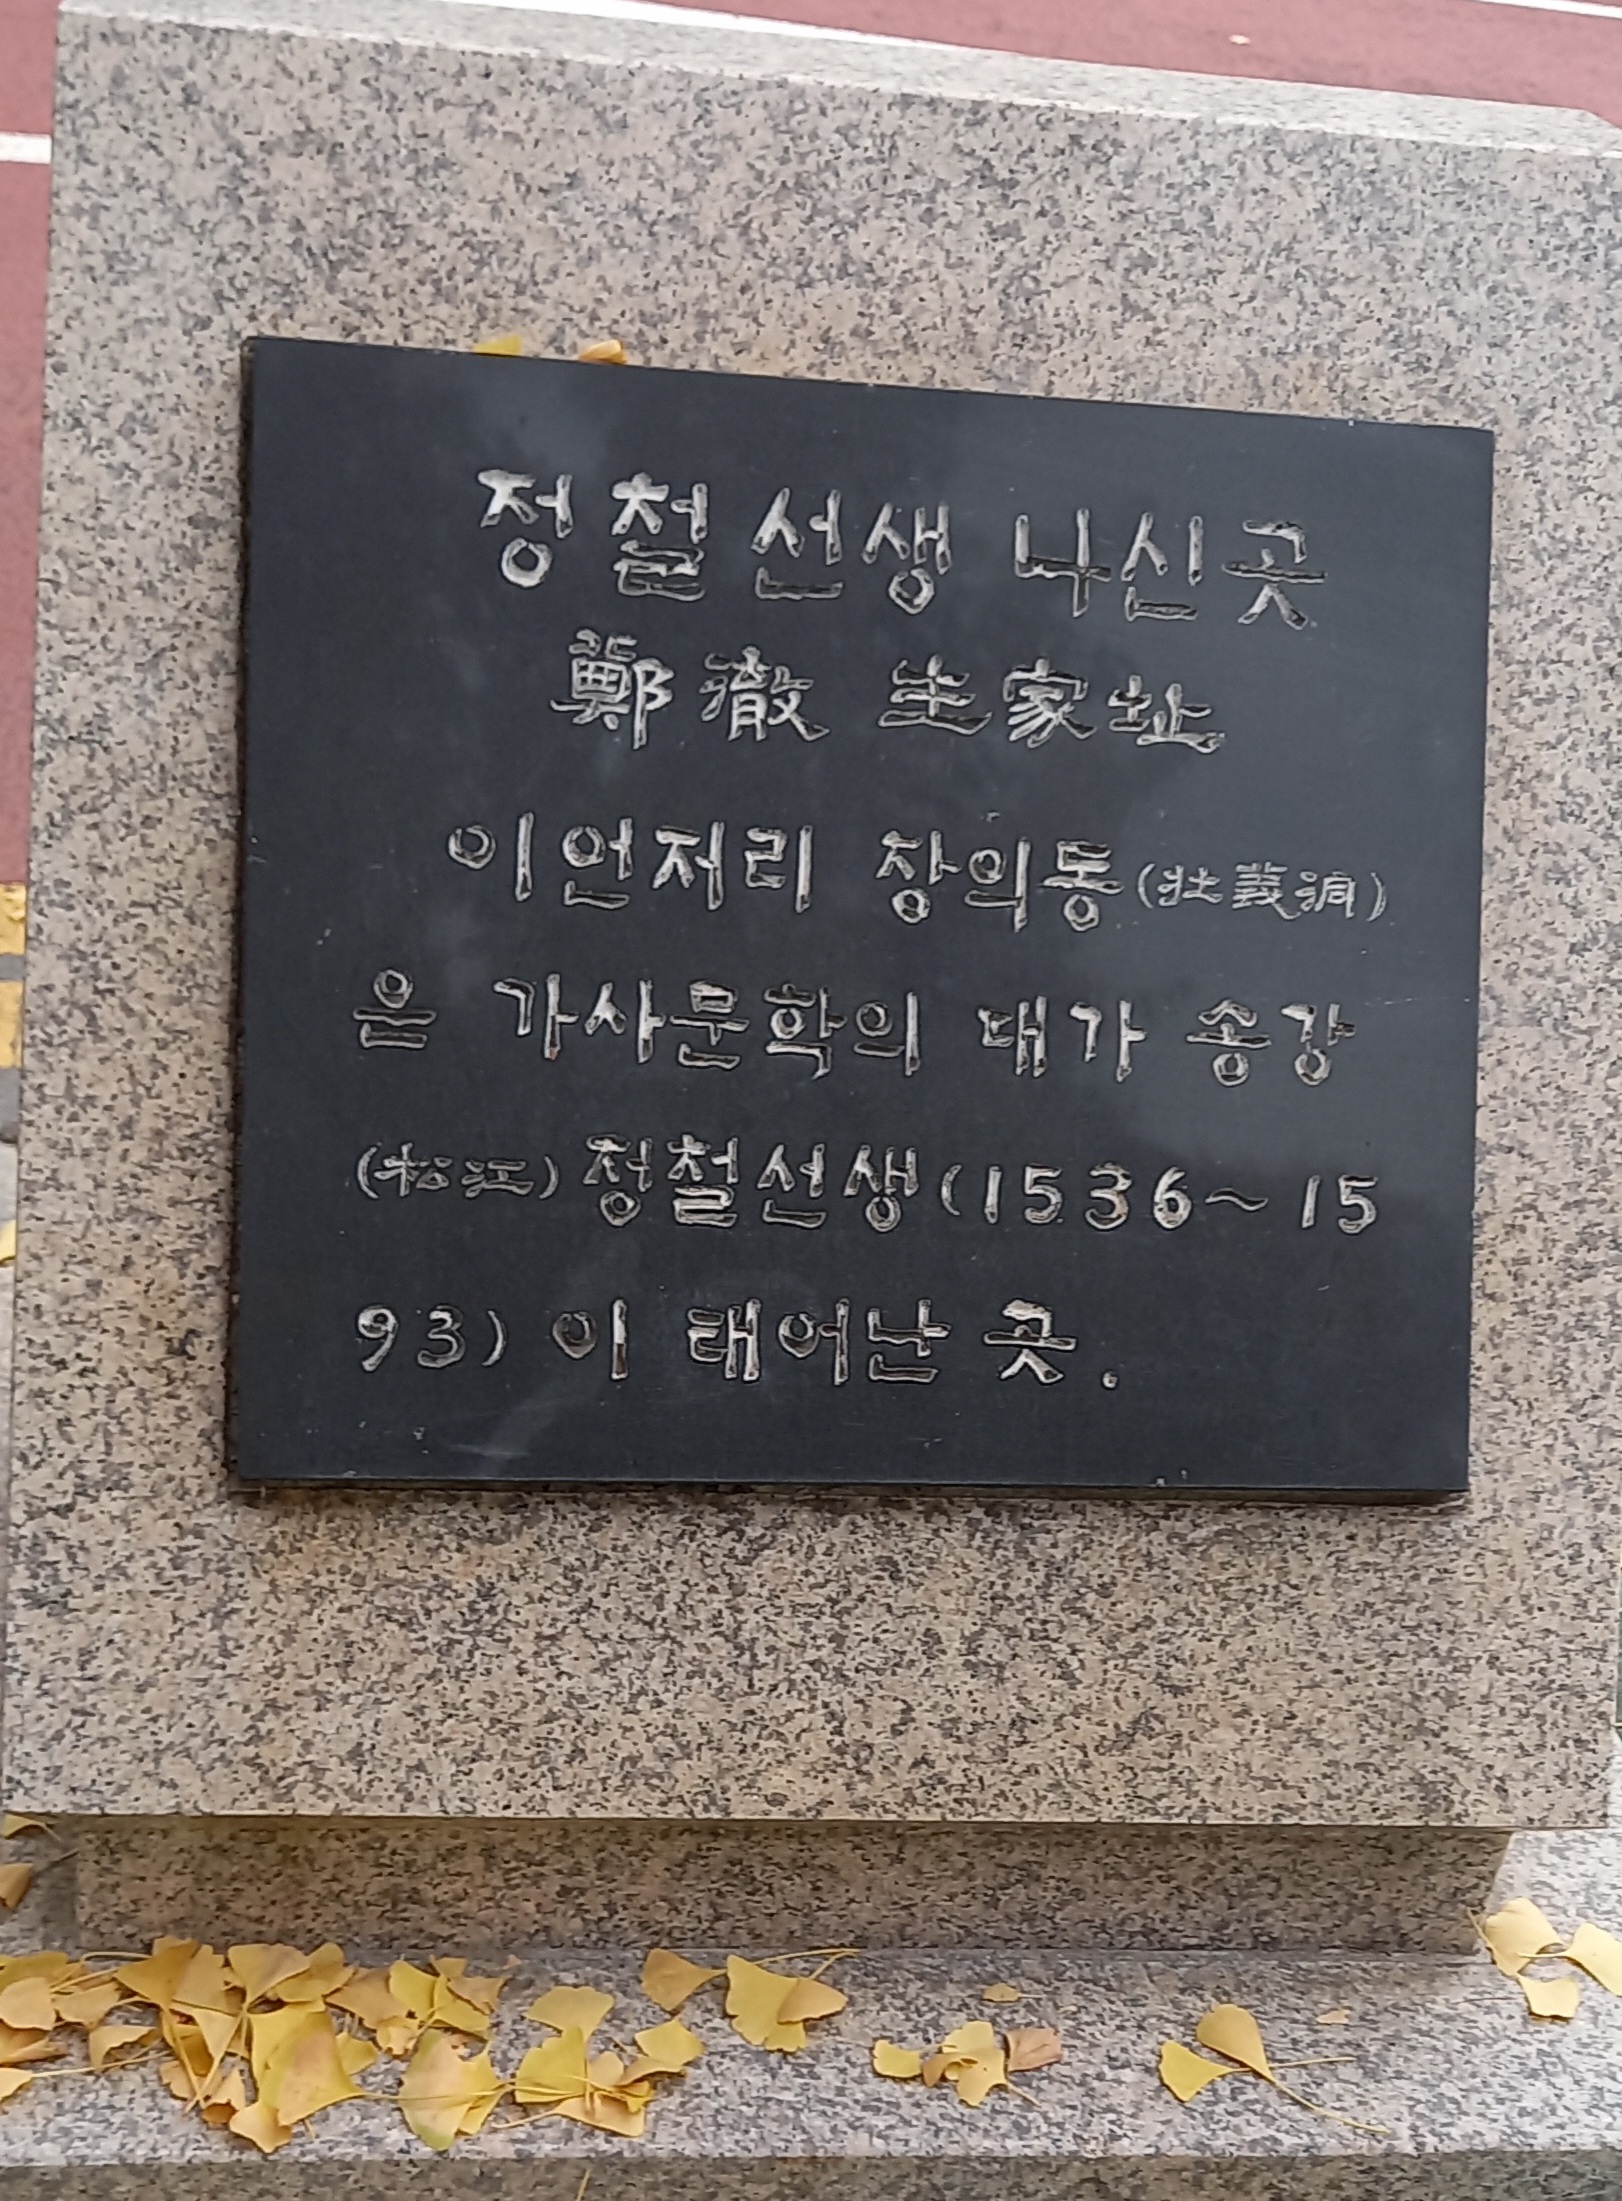 정철선생 나신곳
鄭澈 生家址
이언저리 장의동(壯義洞)
은 가사문학의 대가 송강
(松江)정철선생(1536~15
93)이 태어난 곳.